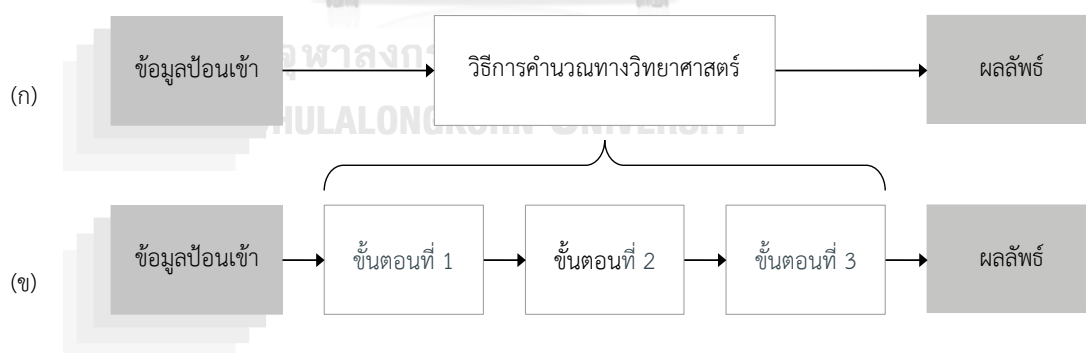 (ก)
ข้อมูลป้อนเข้า
วิธีการคำนวณทางวิทยาศาสตร์
ผลลัพธ์
(ข)
ข้อมูลป้อนเข้า
ขั้นตอนที่ 1
ขั้นตอนที่ 2
ขั้นตอนที่ 3
ผลลัพธ์